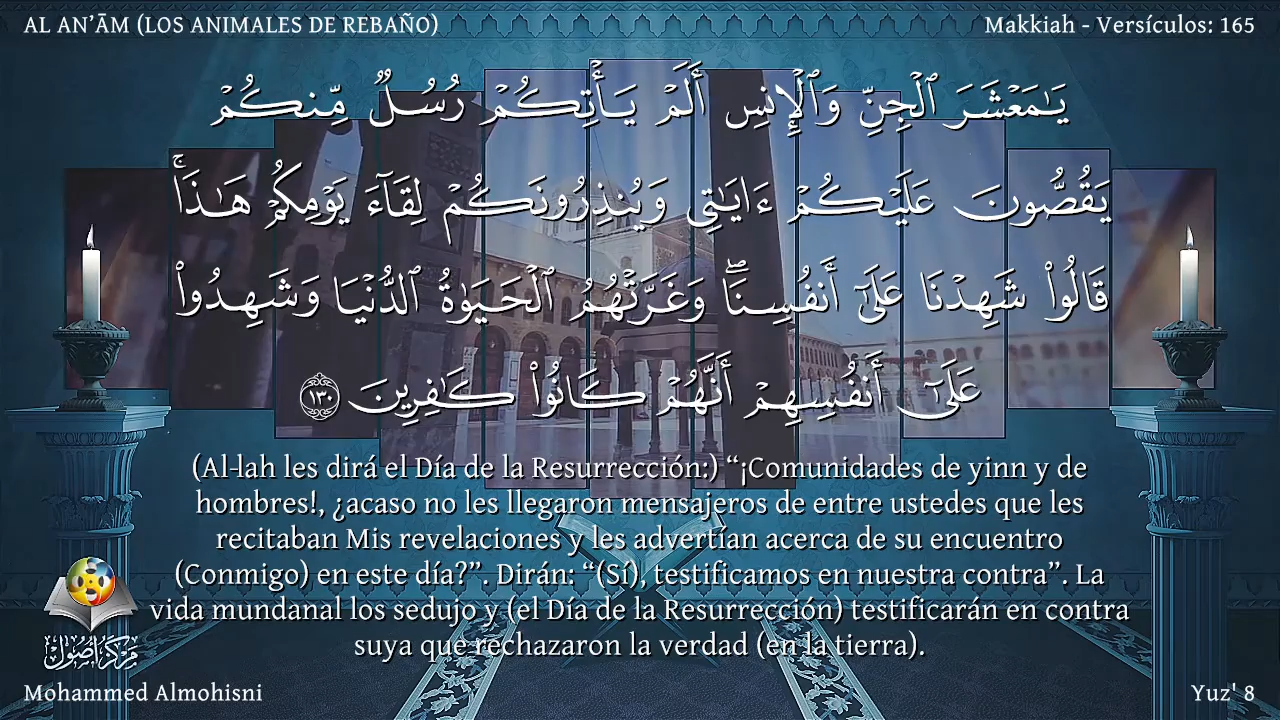 AL AN’ĀM (LOS ANIMALES DE REBAÑO)
Makkiah - Versículos: 165
يَـٰمَعْشَرَ ٱلْجِنِّ وَٱلْإِنسِ أَلَمْ يَأْتِكُمْ رُسُلٌ مِّنكُمْ
يَقُصُّونَ عَلَيْكُمْ ءَايَـٰتِى وَيُنذِرُونَكُمْ لِقَآءَ يَوْمِكُمْ هَـٰذَا ۚ
قَالُوا۟ شَهِدْنَا عَلَىٰٓ أَنفُسِنَا ۖ وَغَرَّتْهُمُ ٱلْحَيَوٰةُ ٱلدُّنْيَا وَشَهِدُوا۟
عَلَىٰٓ أَنفُسِهِمْ أَنَّهُمْ كَانُوا۟ كَـٰفِرِينَ ١٣٠
(Al-lah les dirá el Día de la Resurrección:) “¡Comunidades de yinn y de
hombres!, ¿acaso no les llegaron mensajeros de entre ustedes que les
recitaban Mis revelaciones y les advertían acerca de su encuentro
(Conmigo) en este día?”. Dirán: “(Sí), testificamos en nuestra contra”. La
vida mundanal los sedujo y (el Día de la Resurrección) testificarán en contra
suya que rechazaron la verdad (en la tierra).
مركز أصول
Mohammed Almohisni
Yuz' 8